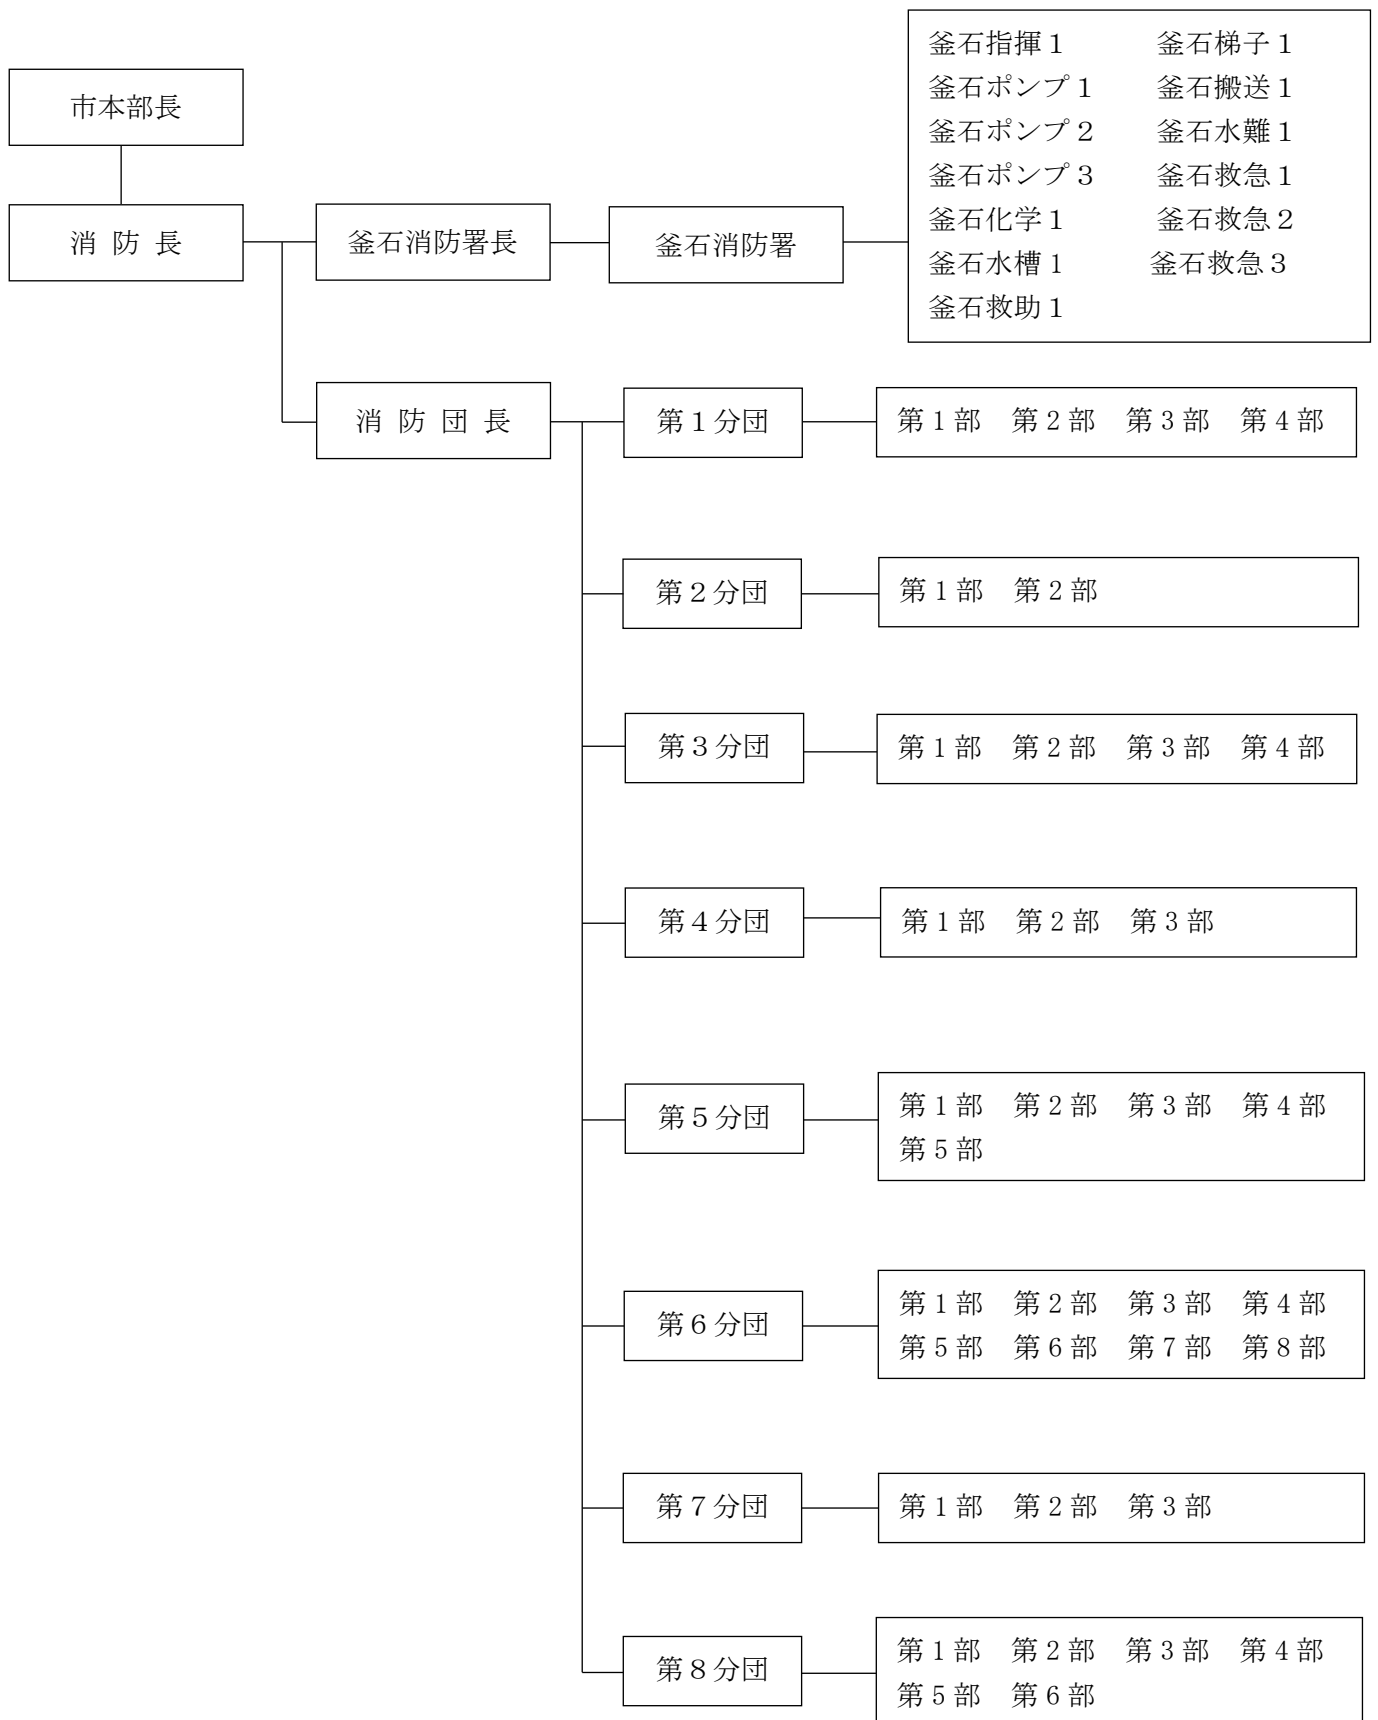 市本部長
消 防 長
釜石消防署長
釜石消防署
釜石指揮１　釜石梯子１
釜石ポンプ１　釜石搬送１
釜石ポンプ２　釜石水難１
釜石ポンプ３　釜石救急１
釜石化学１　釜石救急２
釜石水槽１　釜石救急３
釜石救助１
消 防 団 長
第１分団
第１部　第２部　第３部　第４部
第２分団
第１部　第２部
第３分団
第１部　第２部　第３部　第４部
第４分団
第１部　第２部　第３部
第５分団
第１部　第２部　第３部　第４部
第５部
第６分団
第１部　第２部　第３部　第４部
第５部　第６部　第７部　第８部
第７分団
第１部　第２部　第３部
第８分団
第１部　第２部　第３部　第４部
第５部　第６部